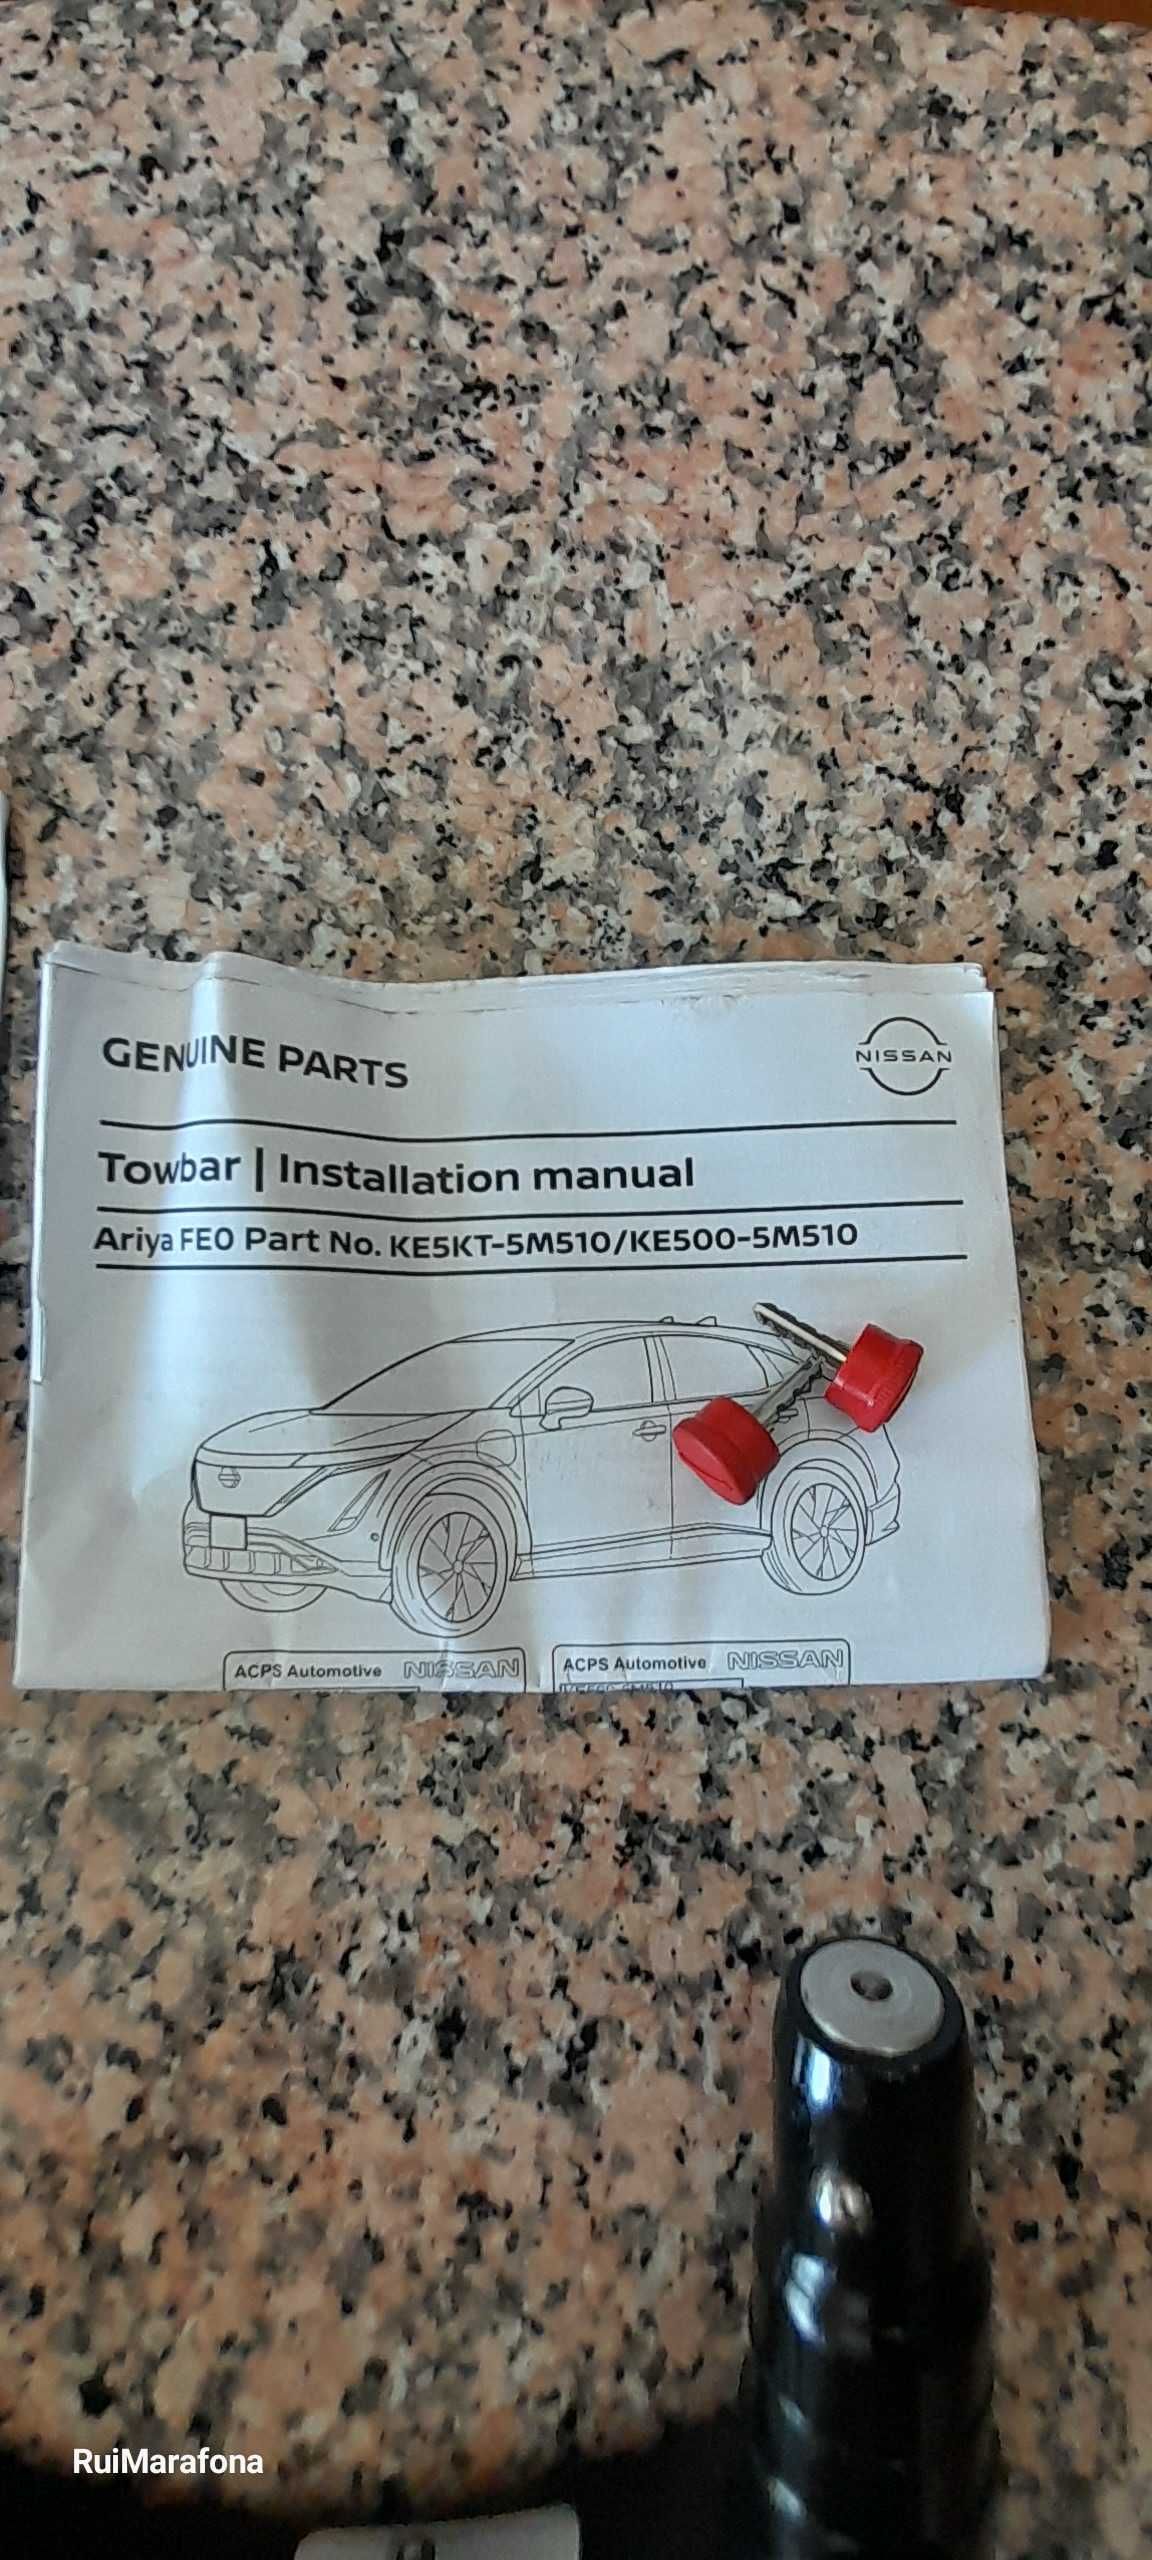 GENUINE PARTS
NISSAN
Towbar | Installation manual
Ariya FE0 Part No. KE5KT-5M510/KE500-5M510
ACPS Automotive NISSAN
ACPS Automotive NISSAN
RuiMarafona